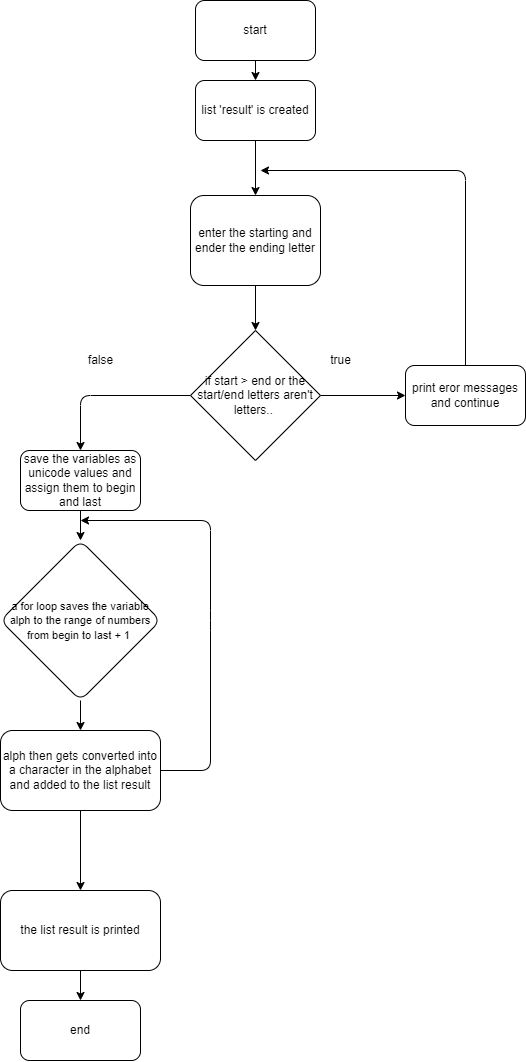 start
list 'result' is created
enter the starting and
ender the ending letter
false
true
if start > end or the
start/end letters aren't
letters..
print eror messages
and continue
save the variables as
unicode values and
assign them to begin
and last
a for loop saves the variable
alph to the range of numbers
from begin to last + 1
alph then gets converted into
a character in the alphabet
and added to the list result
the list result is printed
end